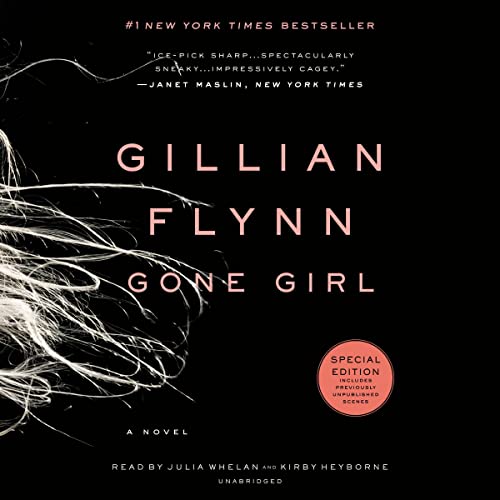 #1 NEW YORK TIMES BESTSELLER
"ICE-PICK SHARP...SPECTACULARLY
SNEAKY...IMPRESSIVELY CAGEY."
—JANET MASLIN, NEW YORK TIMES
GILLIAN
FLYNN
GONE GIRL
SPECIAL
EDITION
INCLUDES
PREVIOUSLY
UNPUBLISHED
SCENES
A NOVEL
READ BY JULIA WHELAN AND KIRBY HEYBORNE
UNABRIDGED